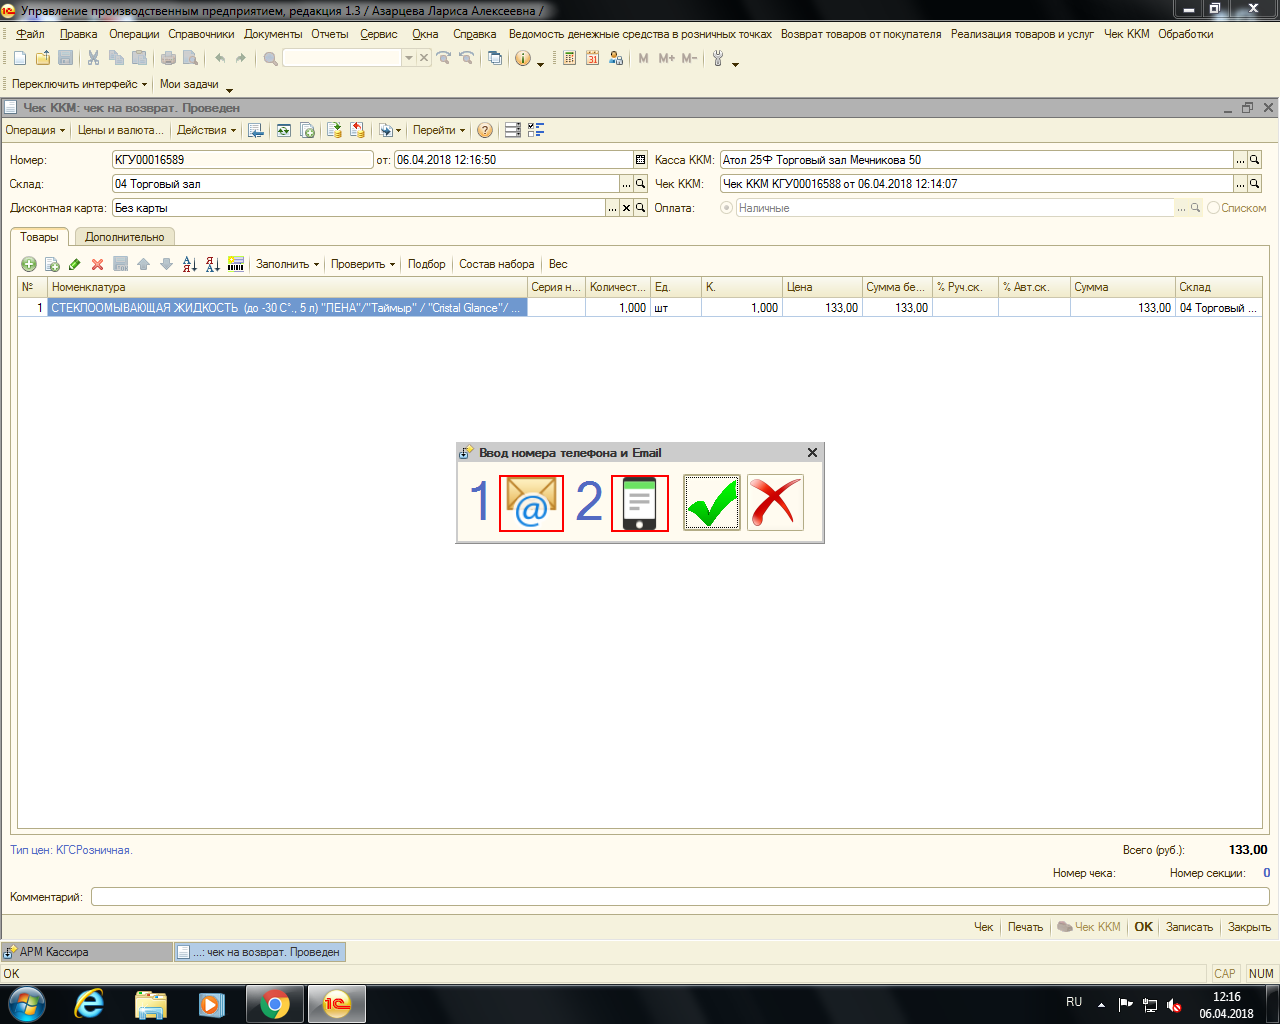 Управление производственным предприятием, редакция 1.3 / Азарцева Лариса Алексеевна /
Файл Правка Операции Справочники Документы Отчеты Сервис Окна Справка Ведомость денежные средства в розничных точках Возврат товаров от покупателя Реализация товаров и услуг Чек ККМ Обработки
M M+ M-
Переключить интерфейс Мои задачи
Чек ККМ: чек на возврат. Проведен
Операция Цены и валюта... Действия Перейти
Номер: КГУ00016589 от: 06.04.2018 12:16:50 Касса ККМ: Атол 25Ф Торговый зал Мечникова 50
Склад: 04 Торговый зал Чек ККМ: Чек ККМ КГУ00016588 от 06.04.2018 12:14:07
Дисконтная карта: Без карты Оплата: Наличные Списком
Товары Дополнительно
Заполнить Проверить Подбор Состав набора Вес
№ Номенклатура Серия н... Количест... Ед. К. Цена Сумма бе... % Руч.ск. % Авт.ск. Сумма Склад
1 СТЕКЛООМЫВАЮЩАЯ ЖИДКОСТЬ (до -30 С°., 5 л) "ЛЕНА"/"Таймыр" / "Cristal Glance"/ ... 1,000 шт 1,000 133,00 133,00 133,00 04 Торговый ...
Ввод номера телефона и Email
1 @ 2
Тип цен: КГСРозничная. Всего (руб.): 133,00
Номер чека: Номер секции: 0
Комментарий:
Чек Печать Чек ККМ OK Записать Закрыть
АРМ Кассира ...: чек на возврат. Проведен
OK CAP NUM
RU 12:16
06.04.2018